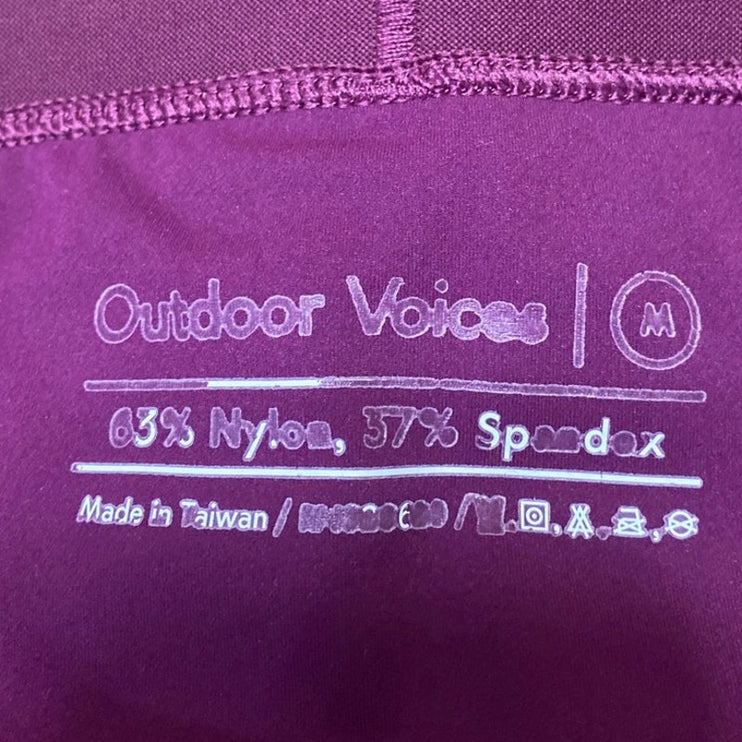 Outdoor Voices | M
63% Nylon, 37% Spandex
Made in Taiwan /